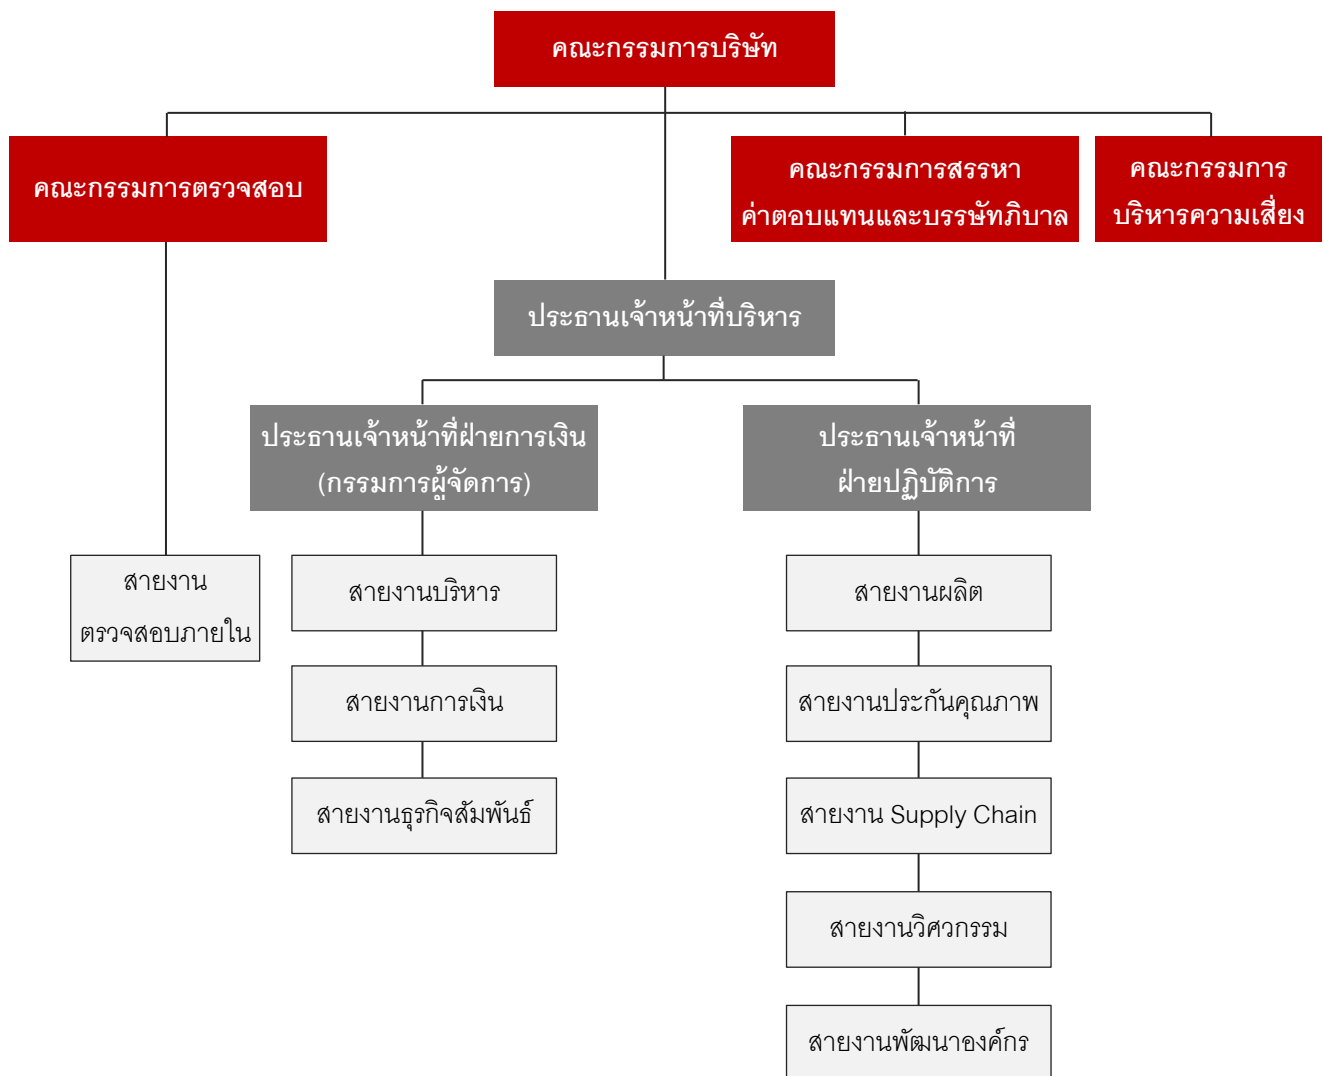 คณะกรรมการบริษัท
คณะกรรมการตรวจสอบ
คณะกรรมการสรรหา
ค่าตอบแทนและบรรษัทภิบาล
คณะกรรมการ
บริหารความเสี่ยง
ประธานเจ้าหน้าที่บริหาร
ประธานเจ้าหน้าที่ฝ่ายการเงิน
(กรรมการผู้จัดการ)
ประธานเจ้าหน้าที่
ฝ่ายปฏิบัติการ
สายงาน
ตรวจสอบภายใน
สายงานบริหาร
สายงานการเงิน
สายงานธุรกิจสัมพันธ์
สายงานผลิต
สายงานประกันคุณภาพ
สายงาน Supply Chain
สายงานวิศวกรรม
สายงานพัฒนาองค์กร